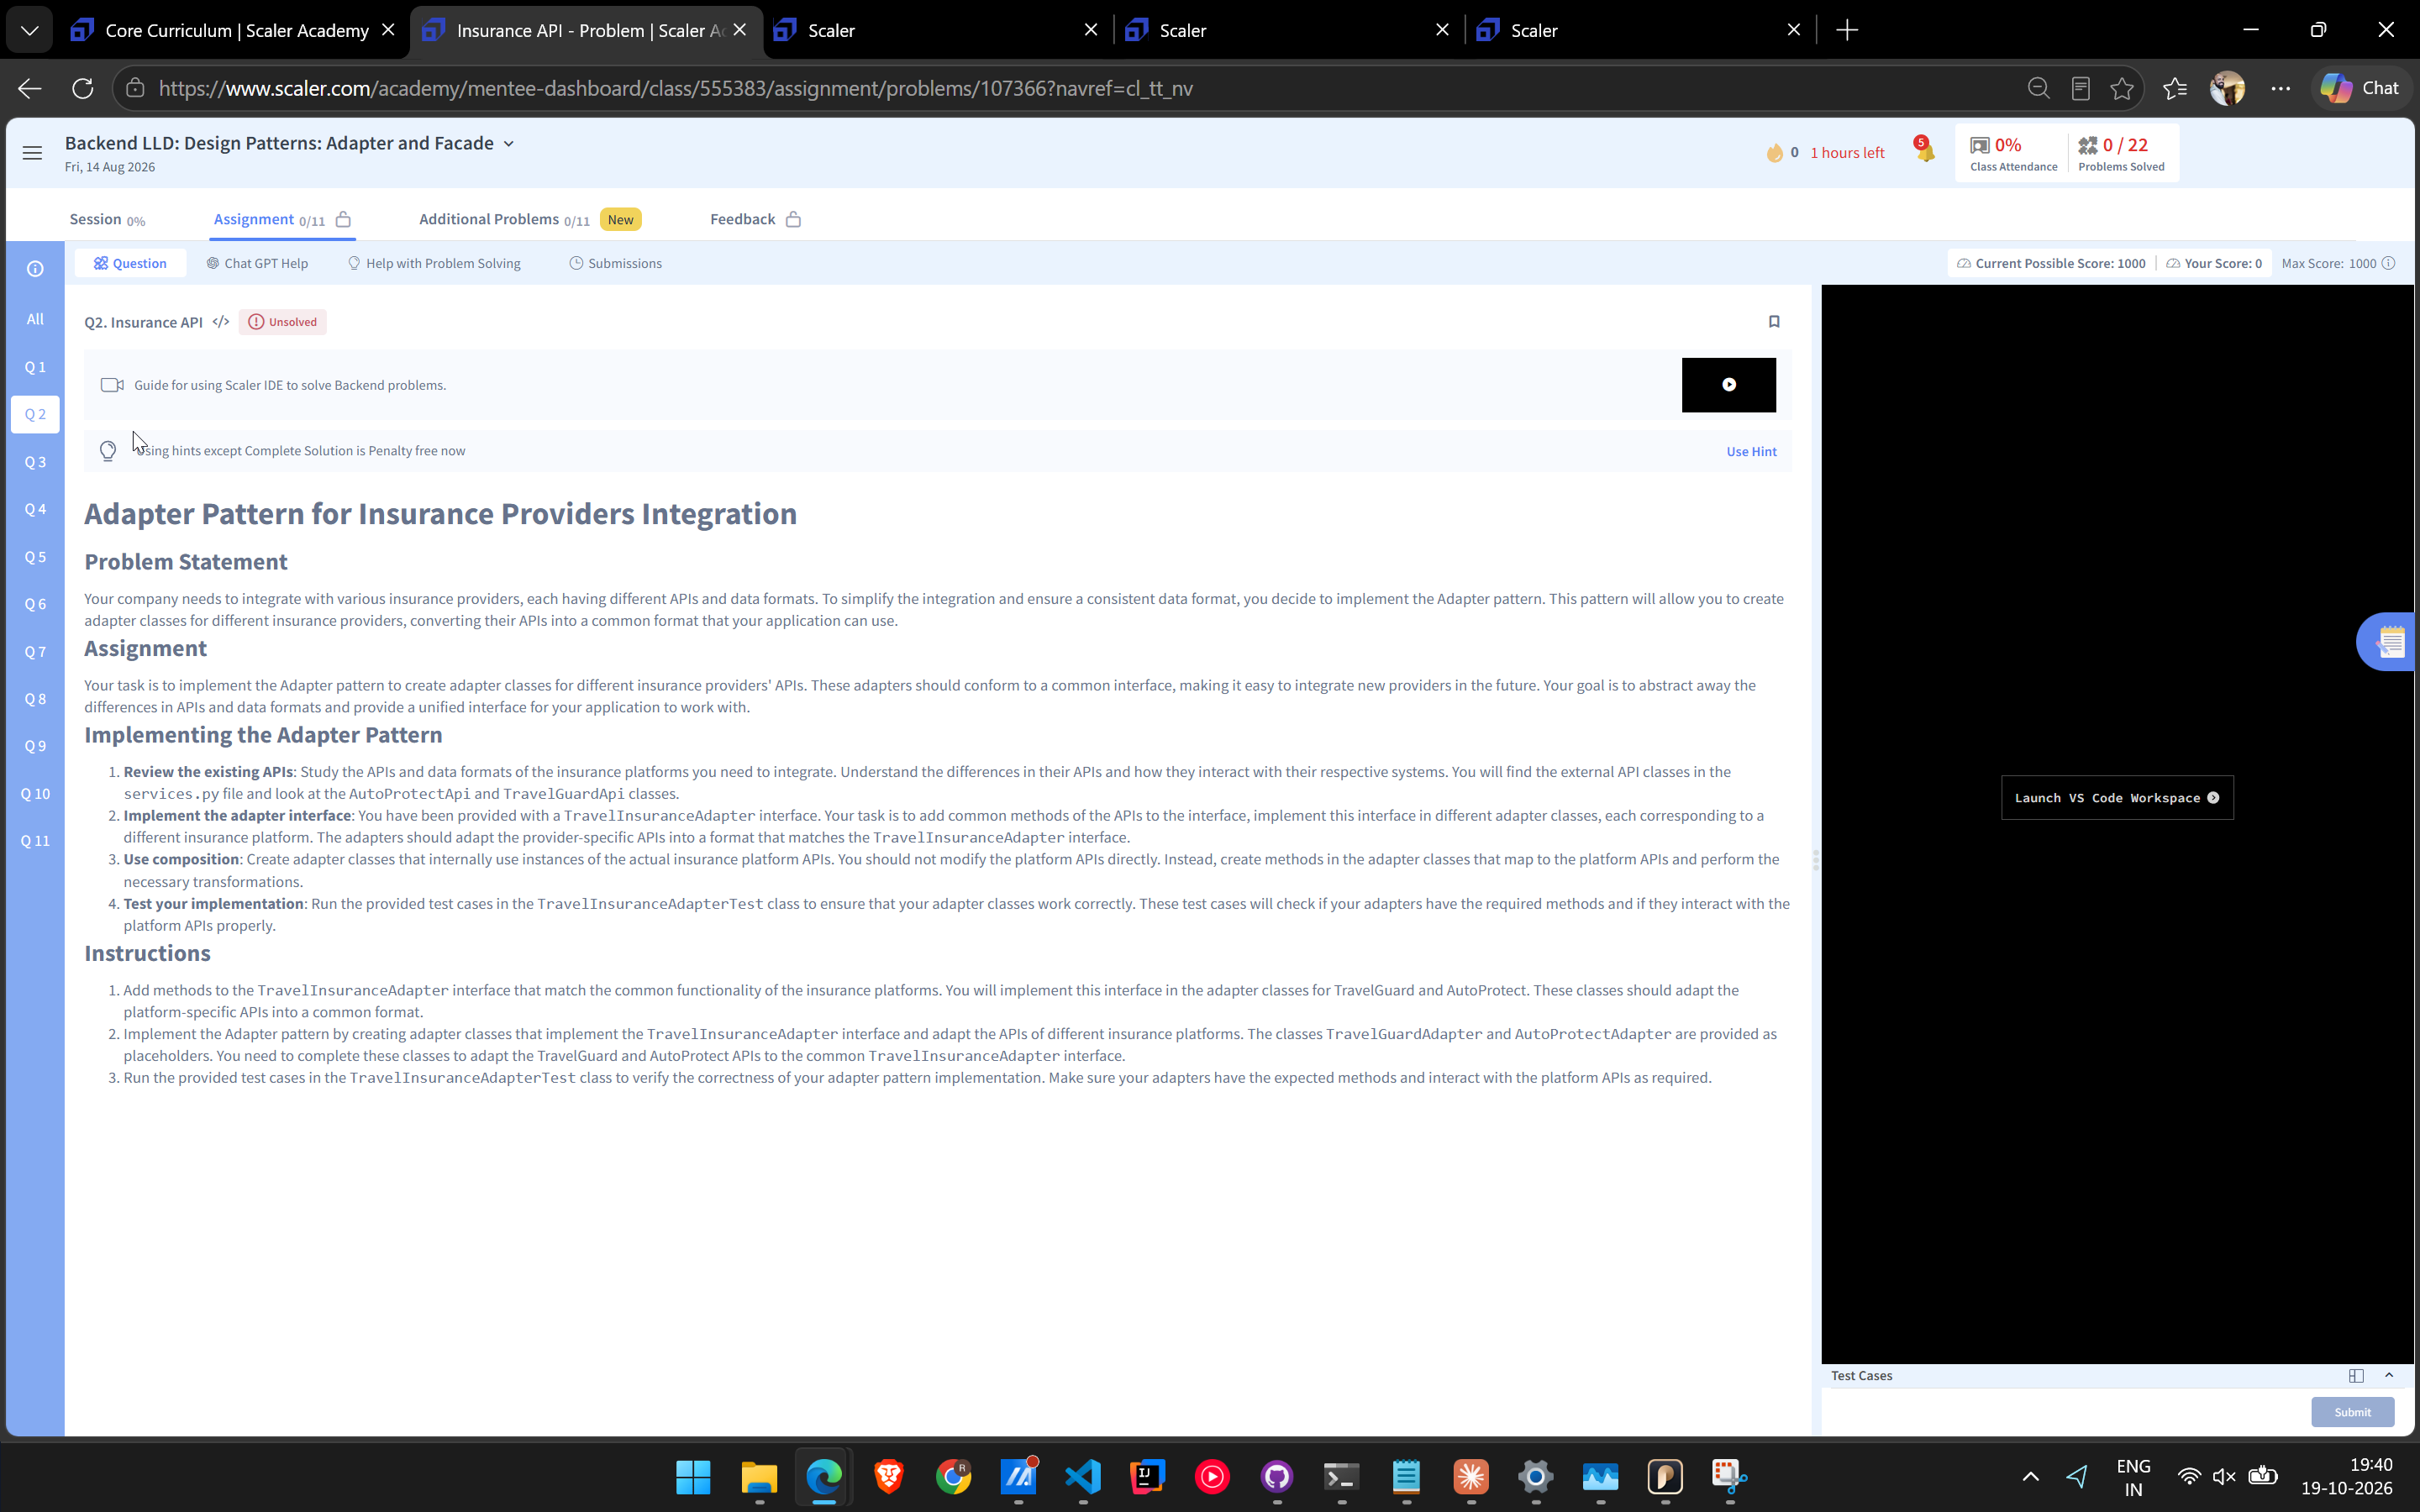 Core Curriculum | Scaler Academy
Insurance API - Problem | Scaler Ac
Scaler
Scaler
Scaler
https://www.scaler.com/academy/mentee-dashboard/class/555383/assignment/problems/107366?navref=cl_tt_nv
Chat
Backend LLD: Design Patterns: Adapter and Facade
Fri, 14 Aug 2026
0 1 hours left
5
0%
Class Attendance
0 / 22
Problems Solved
Session 0%
Assignment 0/11
Additional Problems 0/11 New
Feedback
Question
Chat GPT Help
Help with Problem Solving
Submissions
Current Possible Score: 1000
Your Score: 0
Max Score: 1000
All
Q 1
Q 2
Q 3
Q 4
Q 5
Q 6
Q 7
Q 8
Q 9
Q 10
Q 11
Q2. Insurance API </> Unsolved
Guide for using Scaler IDE to solve Backend problems.
Using hints except Complete Solution is Penalty free now
Use Hint
Adapter Pattern for Insurance Providers Integration
Problem Statement
Your company needs to integrate with various insurance providers, each having different APIs and data formats. To simplify the integration and ensure a consistent data format, you decide to implement the Adapter pattern. This pattern will allow you to create
adapter classes for different insurance providers, converting their APIs into a common format that your application can use.
Assignment
Your task is to implement the Adapter pattern to create adapter classes for different insurance providers' APIs. These adapters should conform to a common interface, making it easy to integrate new providers in the future. Your goal is to abstract away the
differences in APIs and data formats and provide a unified interface for your application to work with.
Implementing the Adapter Pattern
1. Review the existing APIs: Study the APIs and data formats of the insurance platforms you need to integrate. Understand the differences in their APIs and how they interact with their respective systems. You will find the external API classes in the
services.py file and look at the AutoProtectApi and TravelGuardApi classes.
2. Implement the adapter interface: You have been provided with a TravelInsuranceAdapter interface. Your task is to add common methods of the APIs to the interface, implement this interface in different adapter classes, each corresponding to a
different insurance platform. The adapters should adapt the provider-specific APIs into a format that matches the TravelInsuranceAdapter interface.
3. Use composition: Create adapter classes that internally use instances of the actual insurance platform APIs. You should not modify the platform APIs directly. Instead, create methods in the adapter classes that map to the platform APIs and perform the
necessary transformations.
4. Test your implementation: Run the provided test cases in the TravelInsuranceAdapterTest class to ensure that your adapter classes work correctly. These test cases will check if your adapters have the required methods and if they interact with the
platform APIs properly.
Instructions
1. Add methods to the TravelInsuranceAdapter interface that match the common functionality of the insurance platforms. You will implement this interface in the adapter classes for TravelGuard and AutoProtect. These classes should adapt the
platform-specific APIs into a common format.
2. Implement the Adapter pattern by creating adapter classes that implement the TravelInsuranceAdapter interface and adapt the APIs of different insurance platforms. The classes TravelGuardAdapter and AutoProtectAdapter are provided as
placeholders. You need to complete these classes to adapt the TravelGuard and AutoProtect APIs to the common TravelInsuranceAdapter interface.
3. Run the provided test cases in the TravelInsuranceAdapterTest class to verify the correctness of your adapter pattern implementation. Make sure your adapters have the expected methods and interact with the platform APIs as required.
Launch VS Code Workspace
Test Cases
Submit
R
IJ
ENG
IN
19:40
19-10-2026